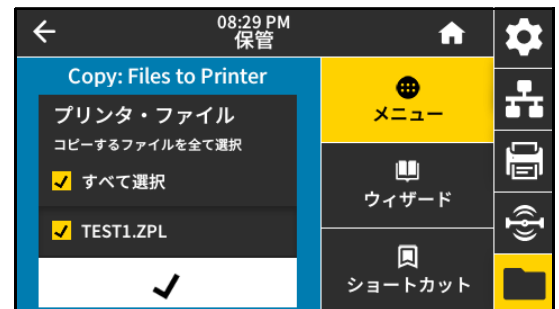 08:29 PM
保管
Copy: Files to Printer
プリンタ・ファイル
コピーするファイルを全て選択
すべて選択
TEST1.ZPL
メニュー
ウィザード
ショートカット